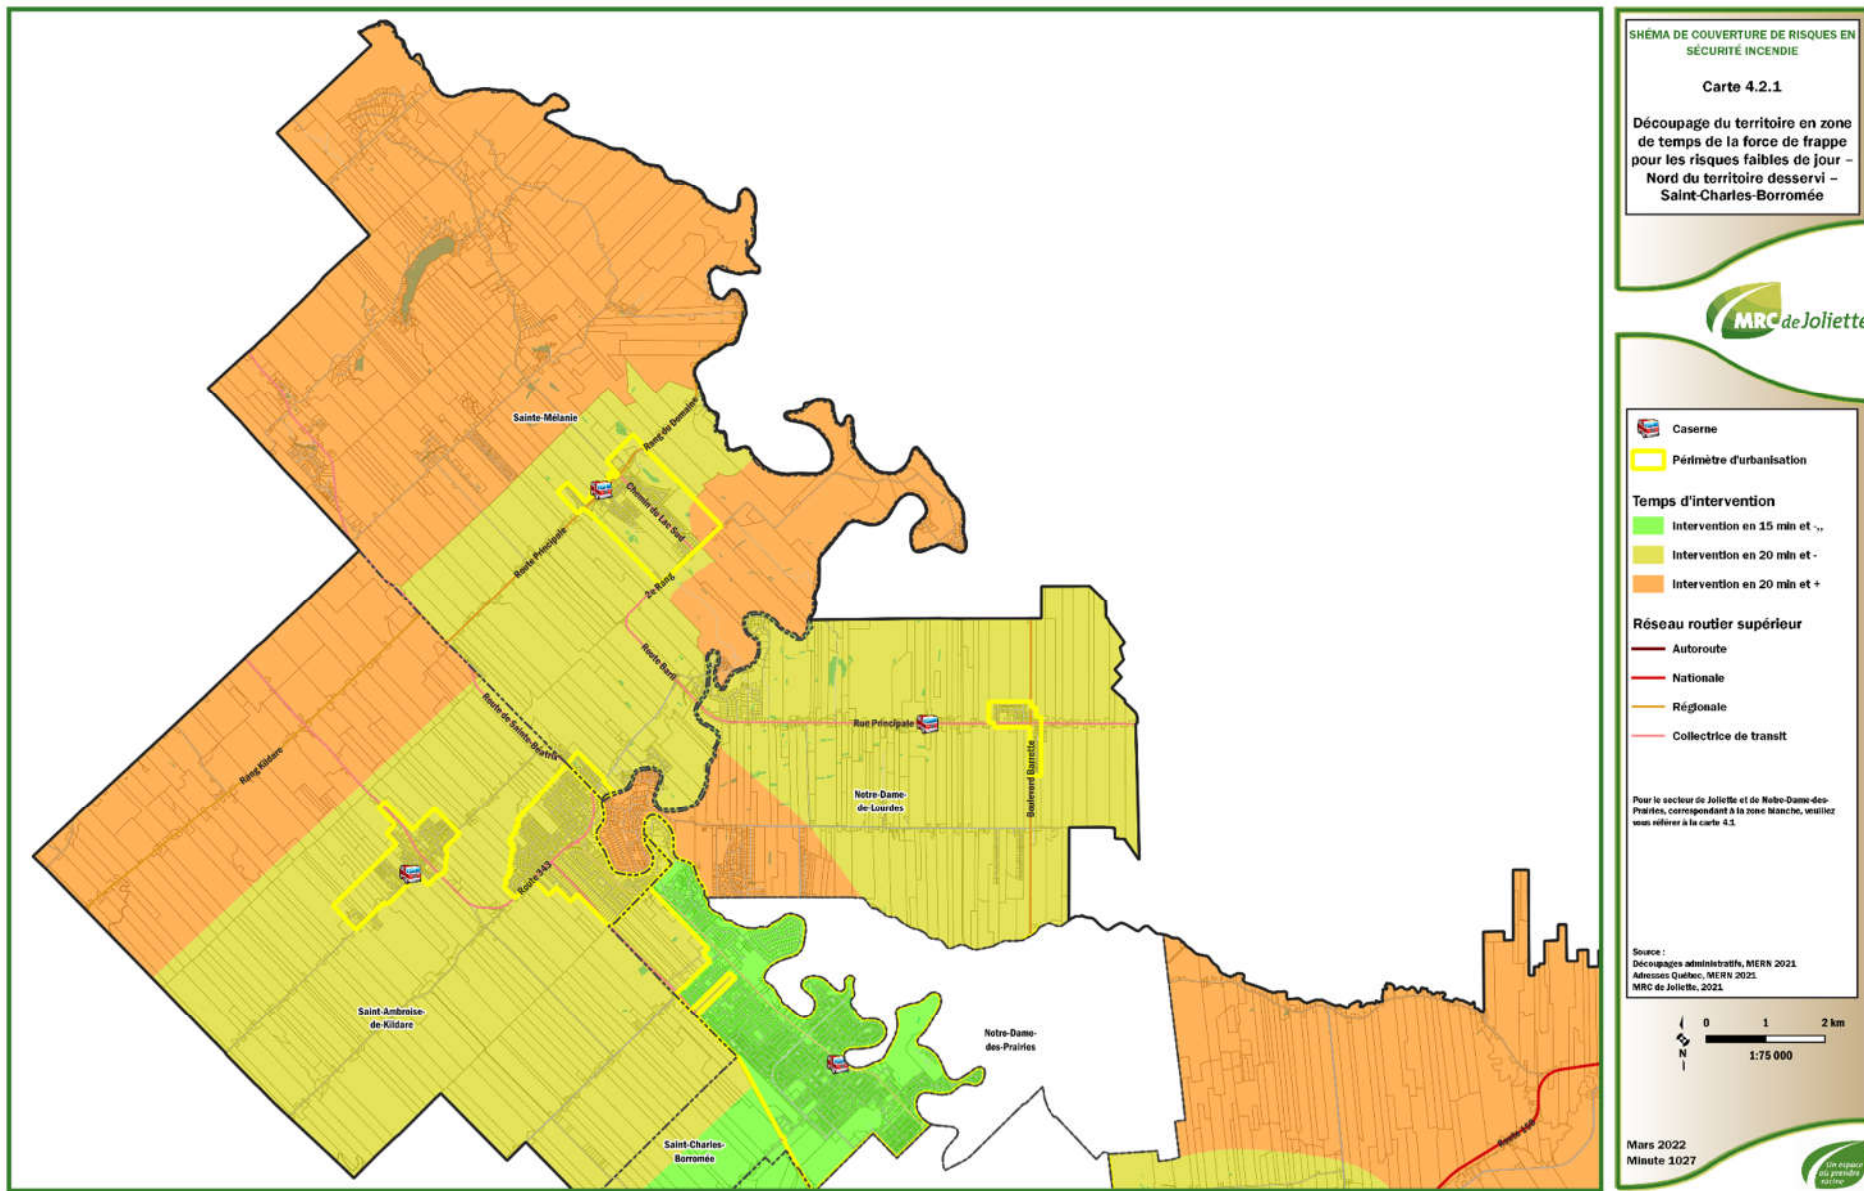 SHÉMA DE COUVERTURE DE RISQUES EN
SÉCURITÉ INCENDIE
Carte 4.2.1
Découpage du territoire en zone
de temps de la force de frappe
pour les risques faibles de jour –
Nord du territoire desservi –
Saint-Charles-Borromée
MRC de Joliette
Caserne
Périmètre d'urbanisation
Temps d'intervention
Intervention en 15 min et -,,
Intervention en 20 min et -
Intervention en 20 min et +
Réseau routier supérieur
Autoroute
Nationale
Régionale
Collectrice de transit
Pour le secteur de Joliette et de Notre-Dame-des-
Prairies, correspondant à la zone blanche, veuillez
vous référer à la carte 4.1
Source :
Découpages administratifs, MERN 2021
Adresses Québec, MERN 2021
MRC de Joliette, 2021
0 1 2 km
N
1:75 000
Mars 2022
Minute 1027
Un espace
où prendre
racine
Sainte-Mélanie
Rang du Domaine
Chemin du Lac Sud
Route Principale
2e Rang
Route Baril
Route de Sainte-Béatrix
Rang Kildare
Rue Principale
Boulevard Barrette
Notre-Dame-
de-Lourdes
Route 343
Saint-Ambroise-
de-Kildare
Notre-Dame-
des-Prairies
Saint-Charles-
Borromée